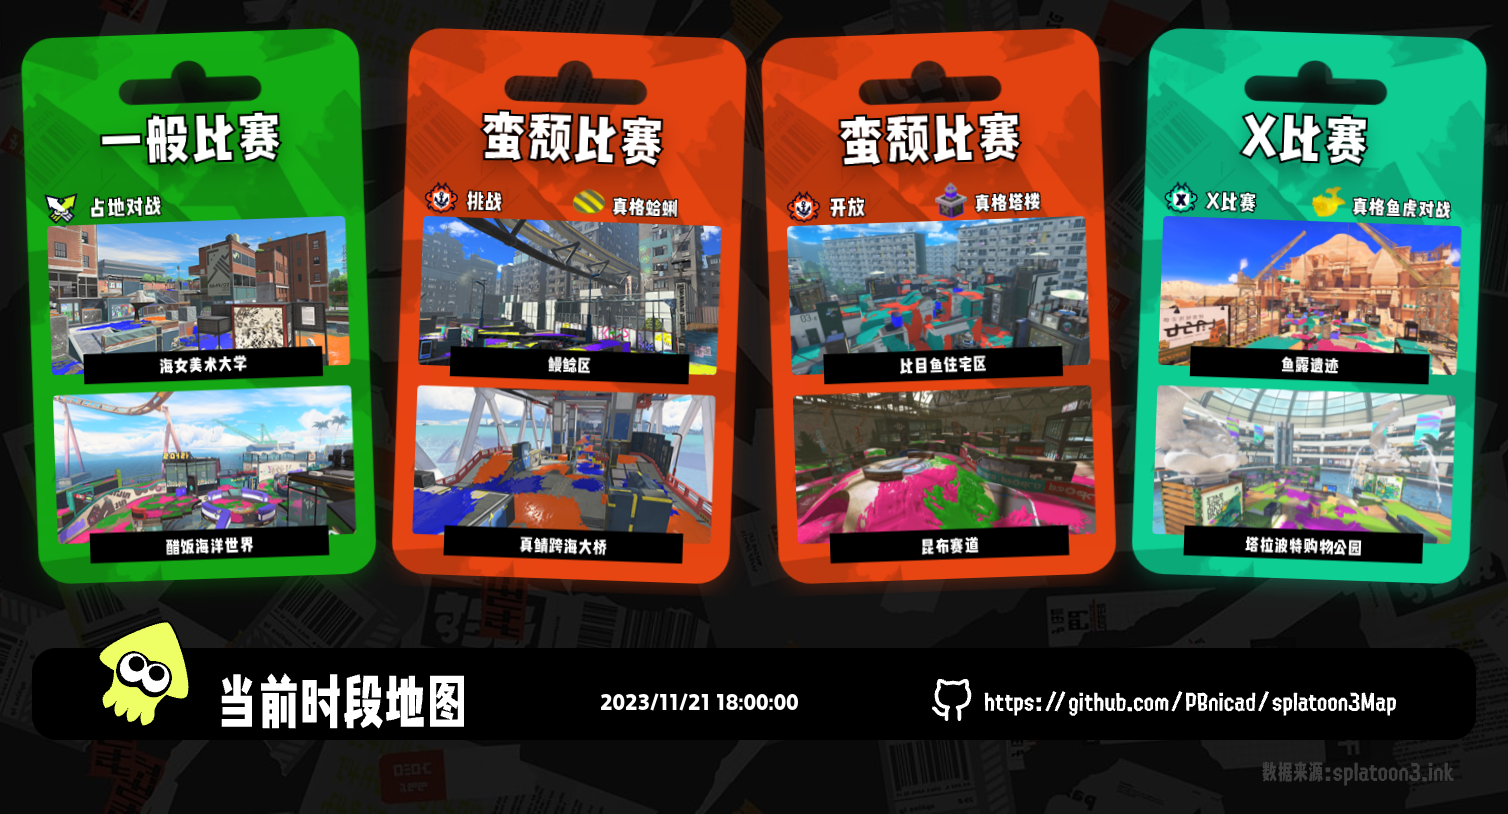 一般比赛
占地对战
海女美术大学
醋饭海洋世界
蛮颓比赛
挑战
真格蛤蜊
鳗鲶区
真鲭跨海大桥
蛮颓比赛
开放
真格塔楼
比目鱼住宅区
昆布赛道
X比赛
X比赛
真格鱼虎对战
鱼露遗迹
塔拉波特购物公园
当前时段地图
2023/11/21 18:00:00
https://github.com/PBnicad/splatoon3Map
数据来源:splatoon3.ink